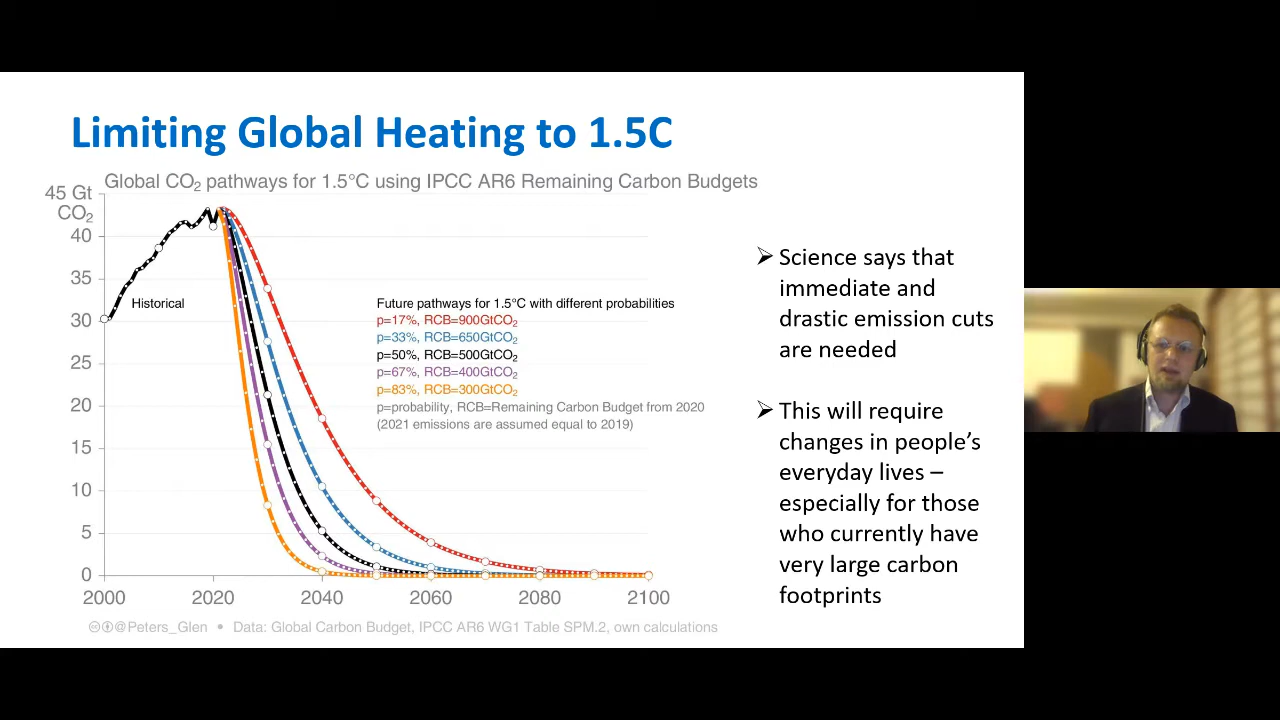 Limiting Global Heating to 1.5C
Global CO₂ pathways for 1.5°C using IPCC AR6 Remaining Carbon Budgets
45 Gt
CO₂
40
35
30
25
20
15
10
5
0
Historical
Future pathways for 1.5°C with different probabilities
p=17%, RCB=900GtCO₂
p=33%, RCB=650GtCO₂
p=50%, RCB=500GtCO₂
p=67%, RCB=400GtCO₂
p=83%, RCB=300GtCO₂
p=probability, RCB=Remaining Carbon Budget from 2020
(2021 emissions are assumed equal to 2019)
2000 2020 2040 2060 2080 2100
@Peters_Glen • Data: Global Carbon Budget, IPCC AR6 WG1 Table SPM.2, own calculations
➢ Science says that
immediate and
drastic emission cuts
are needed
➢ This will require
changes in people’s
everyday lives –
especially for those
who currently have
very large carbon
footprints